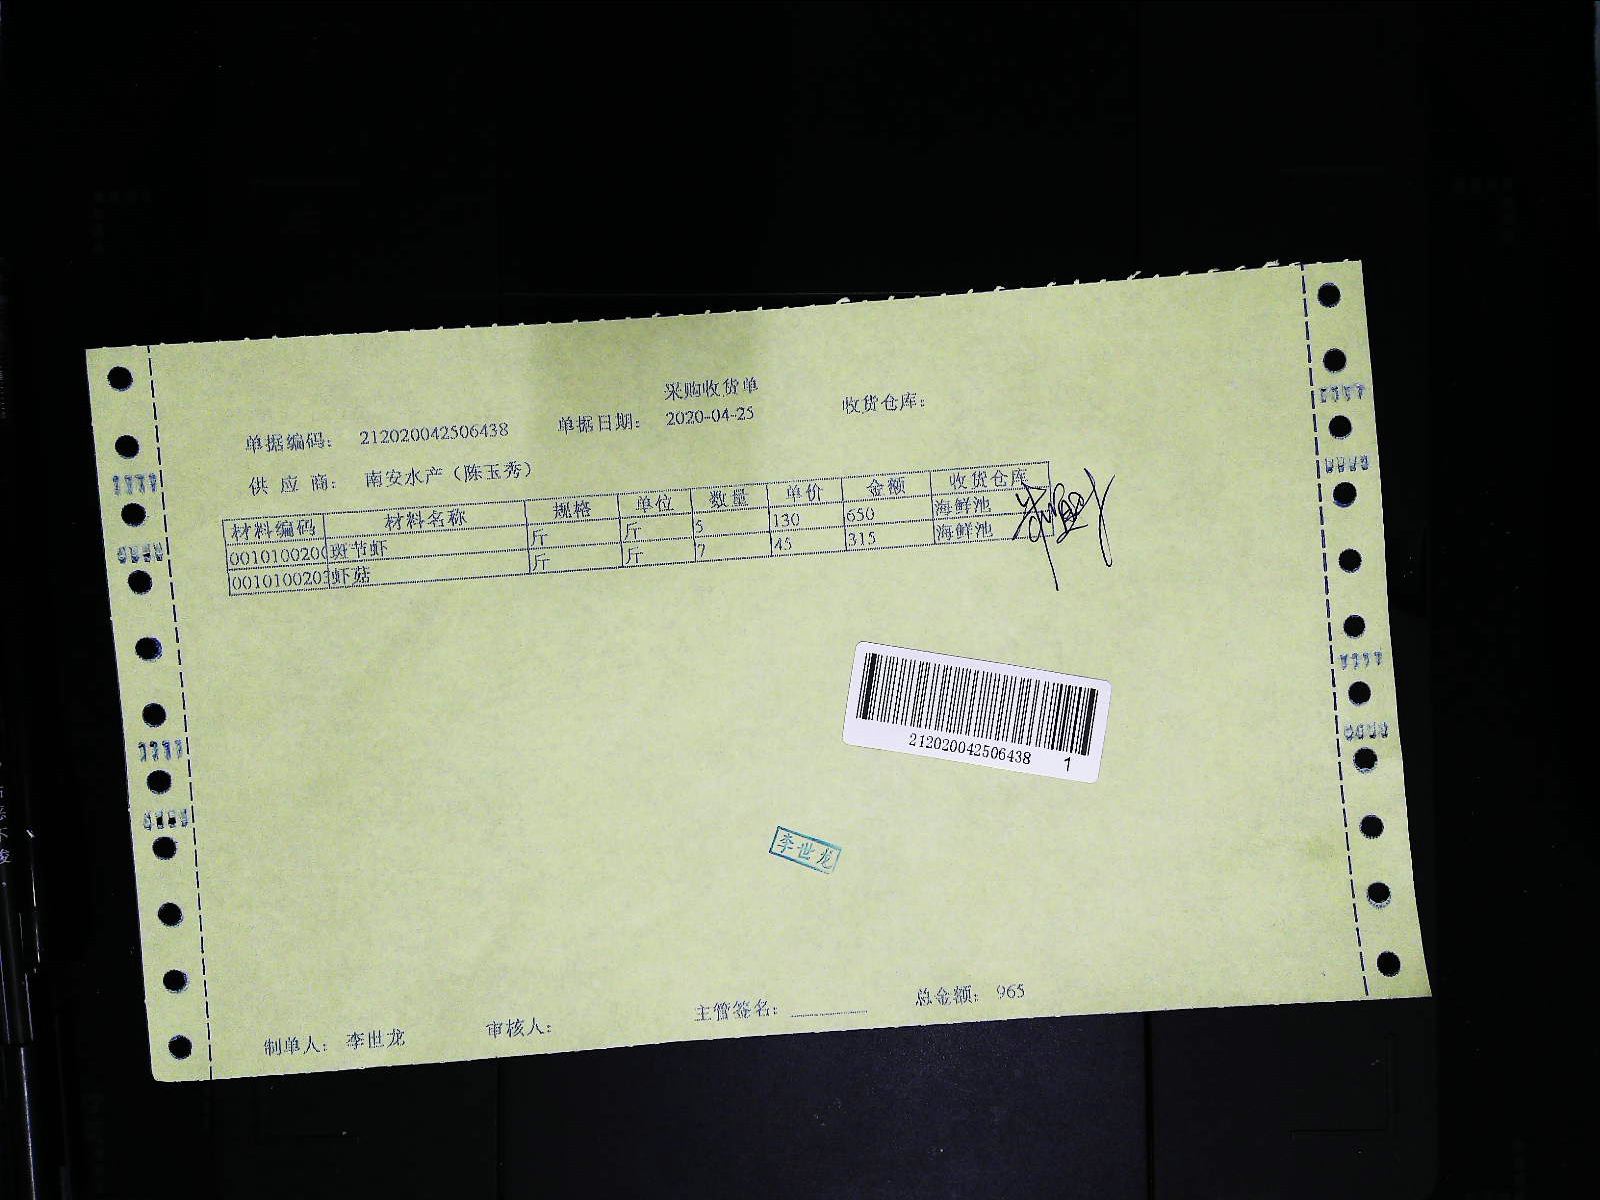 采购收货单
单据编码： 212020042506438 单据日期： 2020-04-25 收货仓库：
供 应 商： 南安水产（陈玉秀）
材料编码 材料名称 规格 单位 数量 单价 金额 收货仓库
0010100200 斑节虾 斤 斤 5 130 650 海鲜池
0010100203 虾菇 斤 斤 7 45 315 海鲜池
212020042506438 1
李世龙
制单人： 李世龙 审核人： 主管签名： 总金额： 965